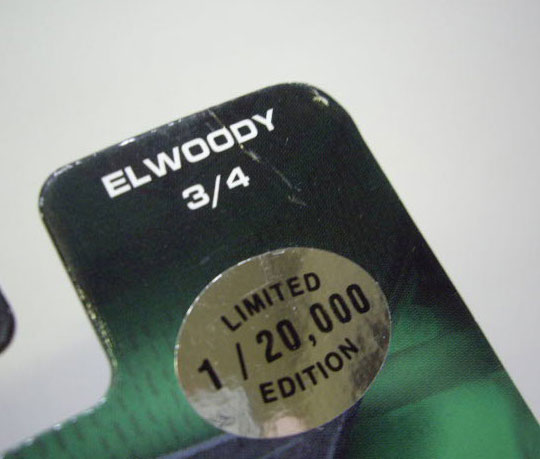 ELWOODY
3/4
LIMITED
1/20,000
EDITION